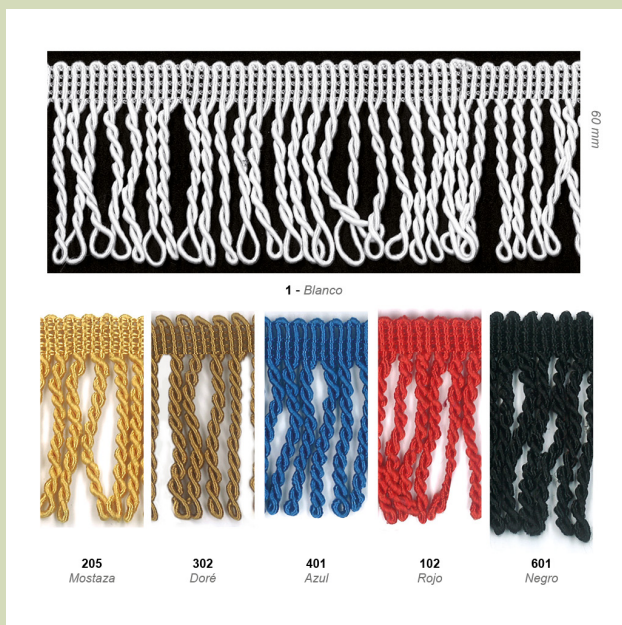 60 mm
1 - Blanco
205
Mostaza
302
Doré
401
Azul
102
Rojo
601
Negro